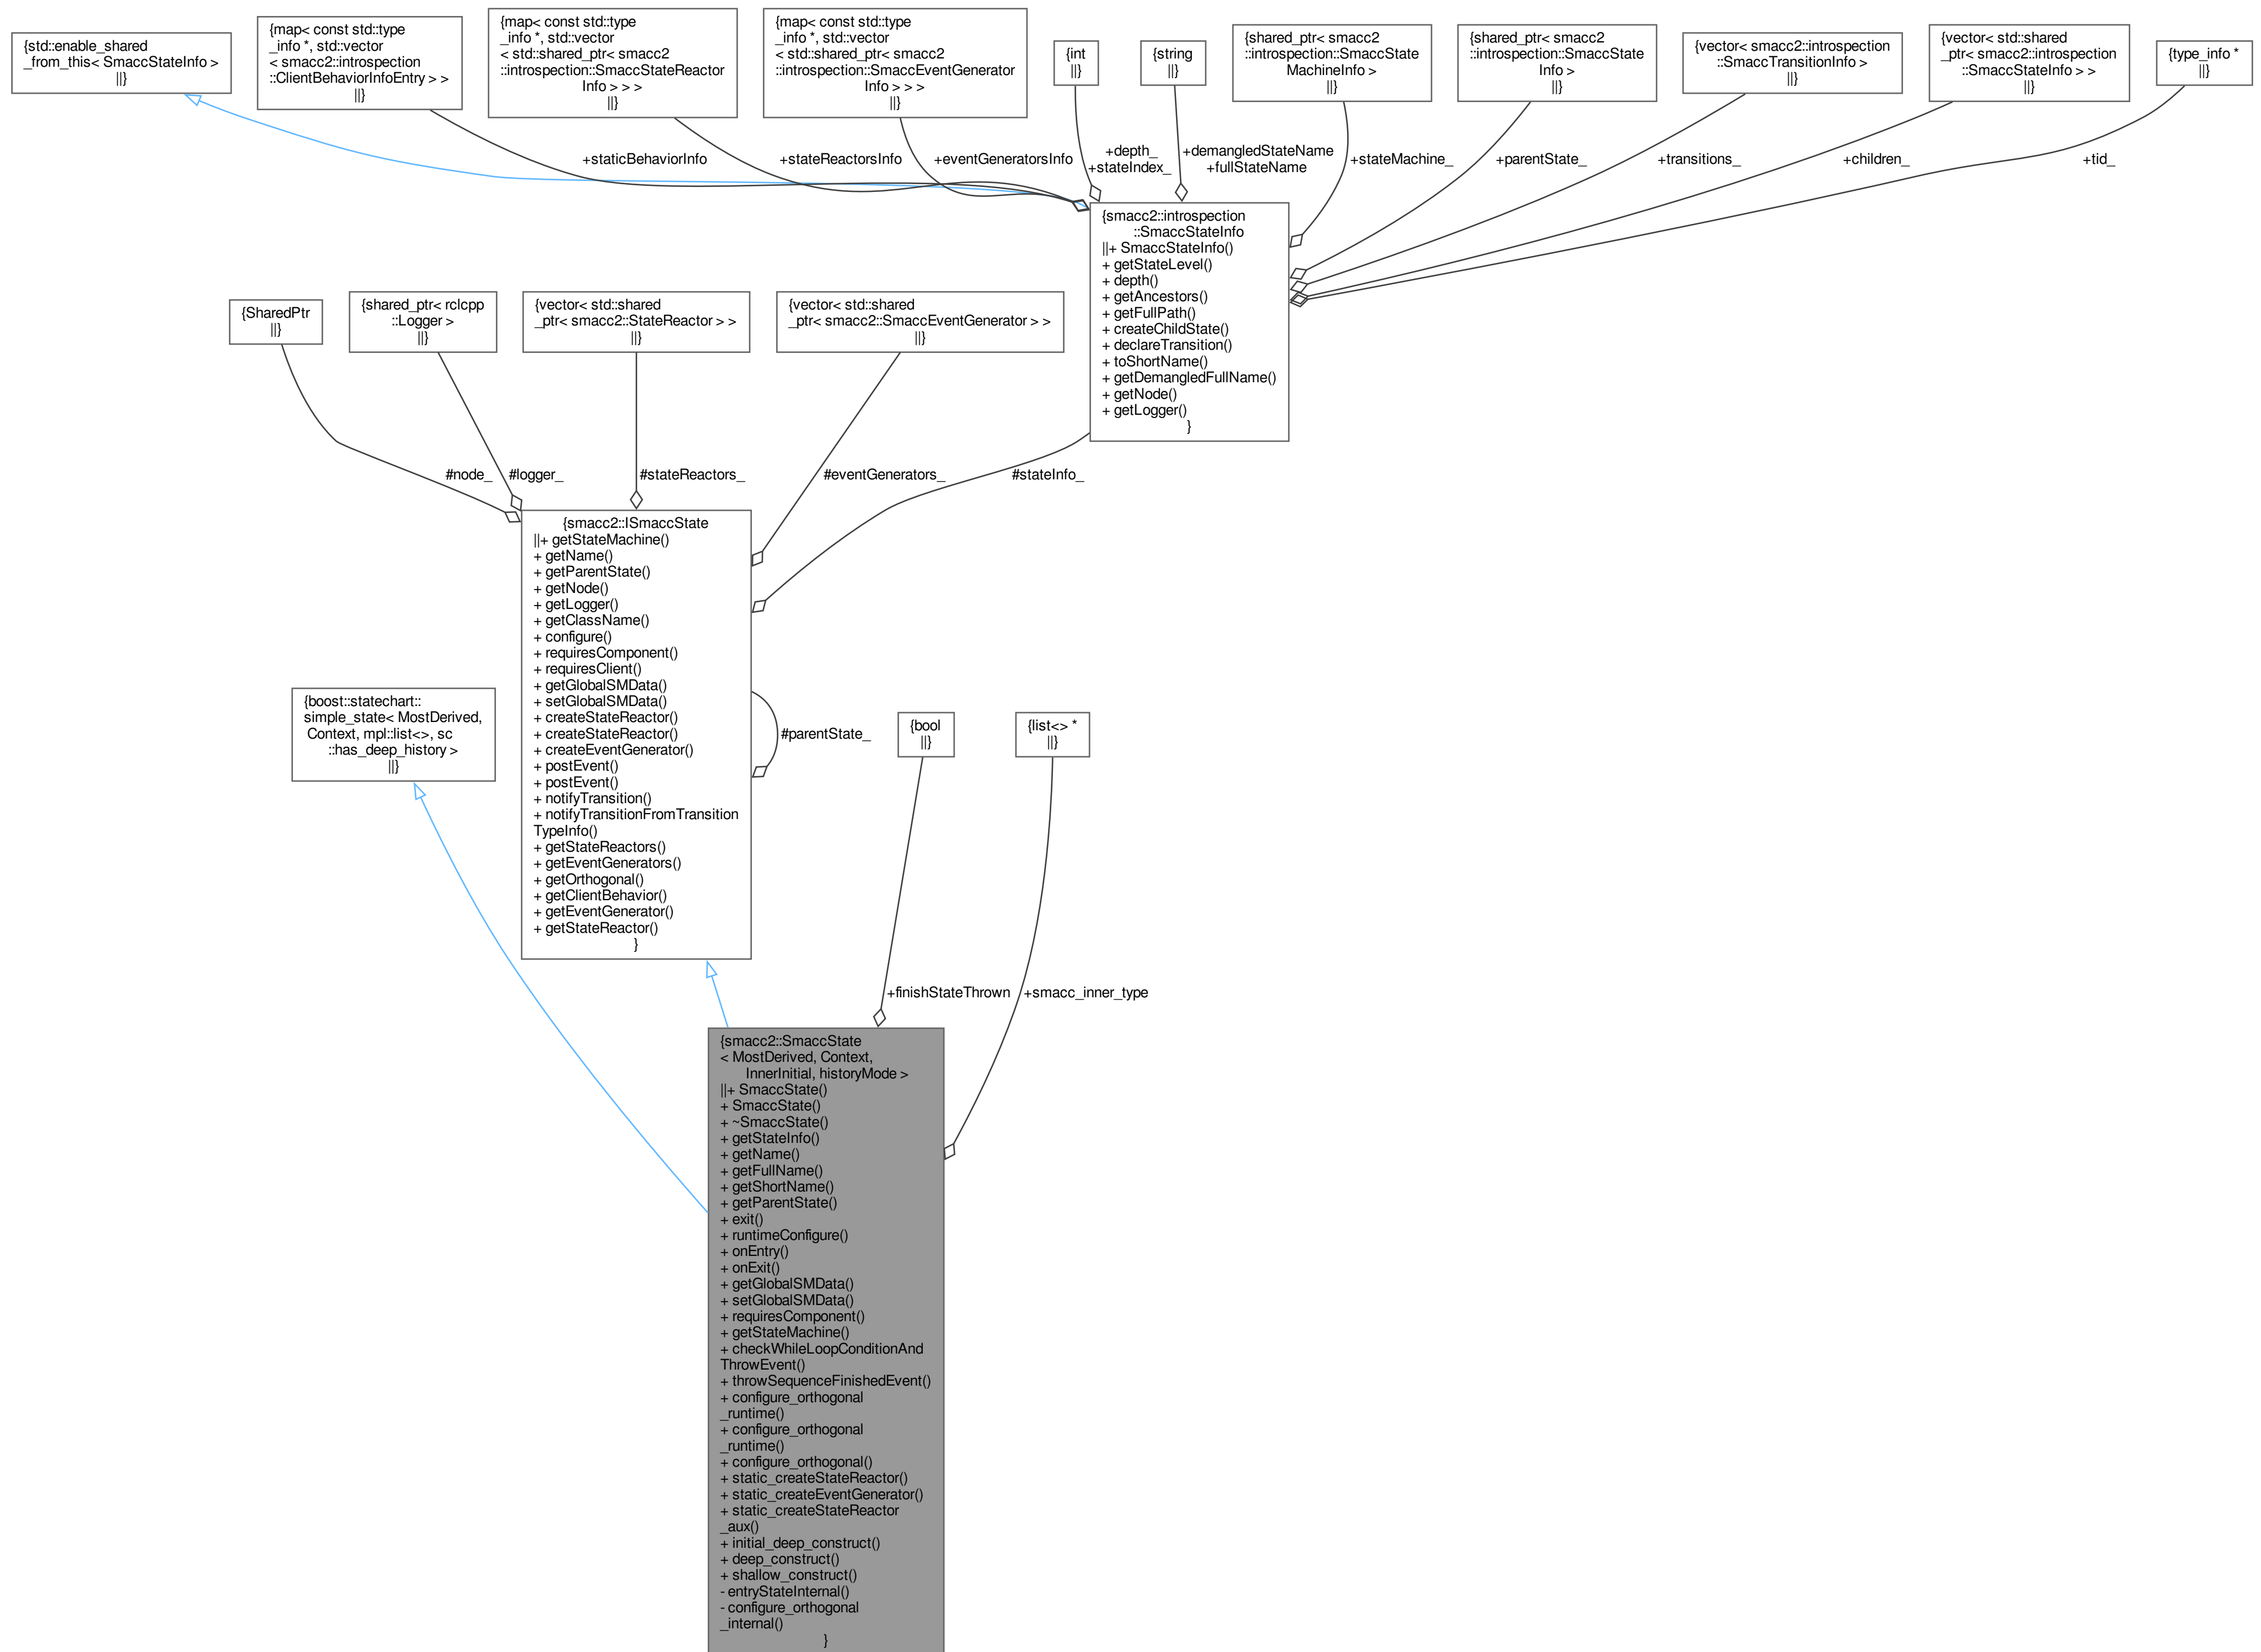 {std::enable_shared
_from_this< SmaccStateInfo >
||}
{map< const std::type
_info *, std::vector
< smacc2::introspection
::ClientBehaviorInfoEntry > >
||}
{map< const std::type
_info *, std::vector
< std::shared_ptr< smacc2
::introspection::SmaccStateReactor
Info > > >
||}
{map< const std::type
_info *, std::vector
< std::shared_ptr< smacc2
::introspection::SmaccEventGenerator
Info > > >
||}
{int
||}
{string
||}
{shared_ptr< smacc2
::introspection::SmaccState
MachineInfo >
||}
{shared_ptr< smacc2
::introspection::SmaccState
Info >
||}
{vector< smacc2::introspection
::SmaccTransitionInfo >
||}
{vector< std::shared
_ptr< smacc2::introspection
::SmaccStateInfo > >
||}
{type_info *
||}
+staticBehaviorInfo
+stateReactorsInfo
+eventGeneratorsInfo
+depth_
+stateIndex_
+demangledStateName
+fullStateName
+stateMachine_
+parentState_
+transitions_
+children_
+tid_
{smacc2::introspection
::SmaccStateInfo
||+ SmaccStateInfo()
+ getStateLevel()
+ depth()
+ getAncestors()
+ getFullPath()
+ createChildState()
+ declareTransition()
+ toShortName()
+ getDemangledFullName()
+ getNode()
+ getLogger()
}
{SharedPtr
||}
{shared_ptr< rclcpp
::Logger >
||}
{vector< std::shared
_ptr< smacc2::StateReactor > >
||}
{vector< std::shared
_ptr< smacc2::SmaccEventGenerator > >
||}
#node_
#logger_
#stateReactors_
#eventGenerators_
#stateInfo_
{smacc2::ISmaccState
||+ getStateMachine()
+ getName()
+ getParentState()
+ getNode()
+ getLogger()
+ getClassName()
+ configure()
+ requiresComponent()
+ requiresClient()
+ getGlobalSMData()
+ setGlobalSMData()
+ createStateReactor()
+ createStateReactor()
+ createEventGenerator()
+ postEvent()
+ postEvent()
+ notifyTransition()
+ notifyTransitionFromTransition
TypeInfo()
+ getStateReactors()
+ getEventGenerators()
+ getOrthogonal()
+ getClientBehavior()
+ getEventGenerator()
+ getStateReactor()
}
#parentState_
{boost::statechart::
simple_state< MostDerived,
Context, mpl::list<>, sc
::has_deep_history >
||}
{bool
||}
{list<> *
||}
+finishStateThrown
+smacc_inner_type
{smacc2::SmaccState
< MostDerived, Context,
InnerInitial, historyMode >
||+ SmaccState()
+ SmaccState()
+ ~SmaccState()
+ getStateInfo()
+ getName()
+ getFullName()
+ getShortName()
+ getParentState()
+ exit()
+ runtimeConfigure()
+ onEntry()
+ onExit()
+ getGlobalSMData()
+ setGlobalSMData()
+ requiresComponent()
+ getStateMachine()
+ checkWhileLoopConditionAnd
ThrowEvent()
+ throwSequenceFinishedEvent()
+ configure_orthogonal
_runtime()
+ configure_orthogonal
_runtime()
+ configure_orthogonal()
+ static_createStateReactor()
+ static_createEventGenerator()
+ static_createStateReactor
_aux()
+ initial_deep_construct()
+ deep_construct()
+ shallow_construct()
- entryStateInternal()
- configure_orthogonal
_internal()
}